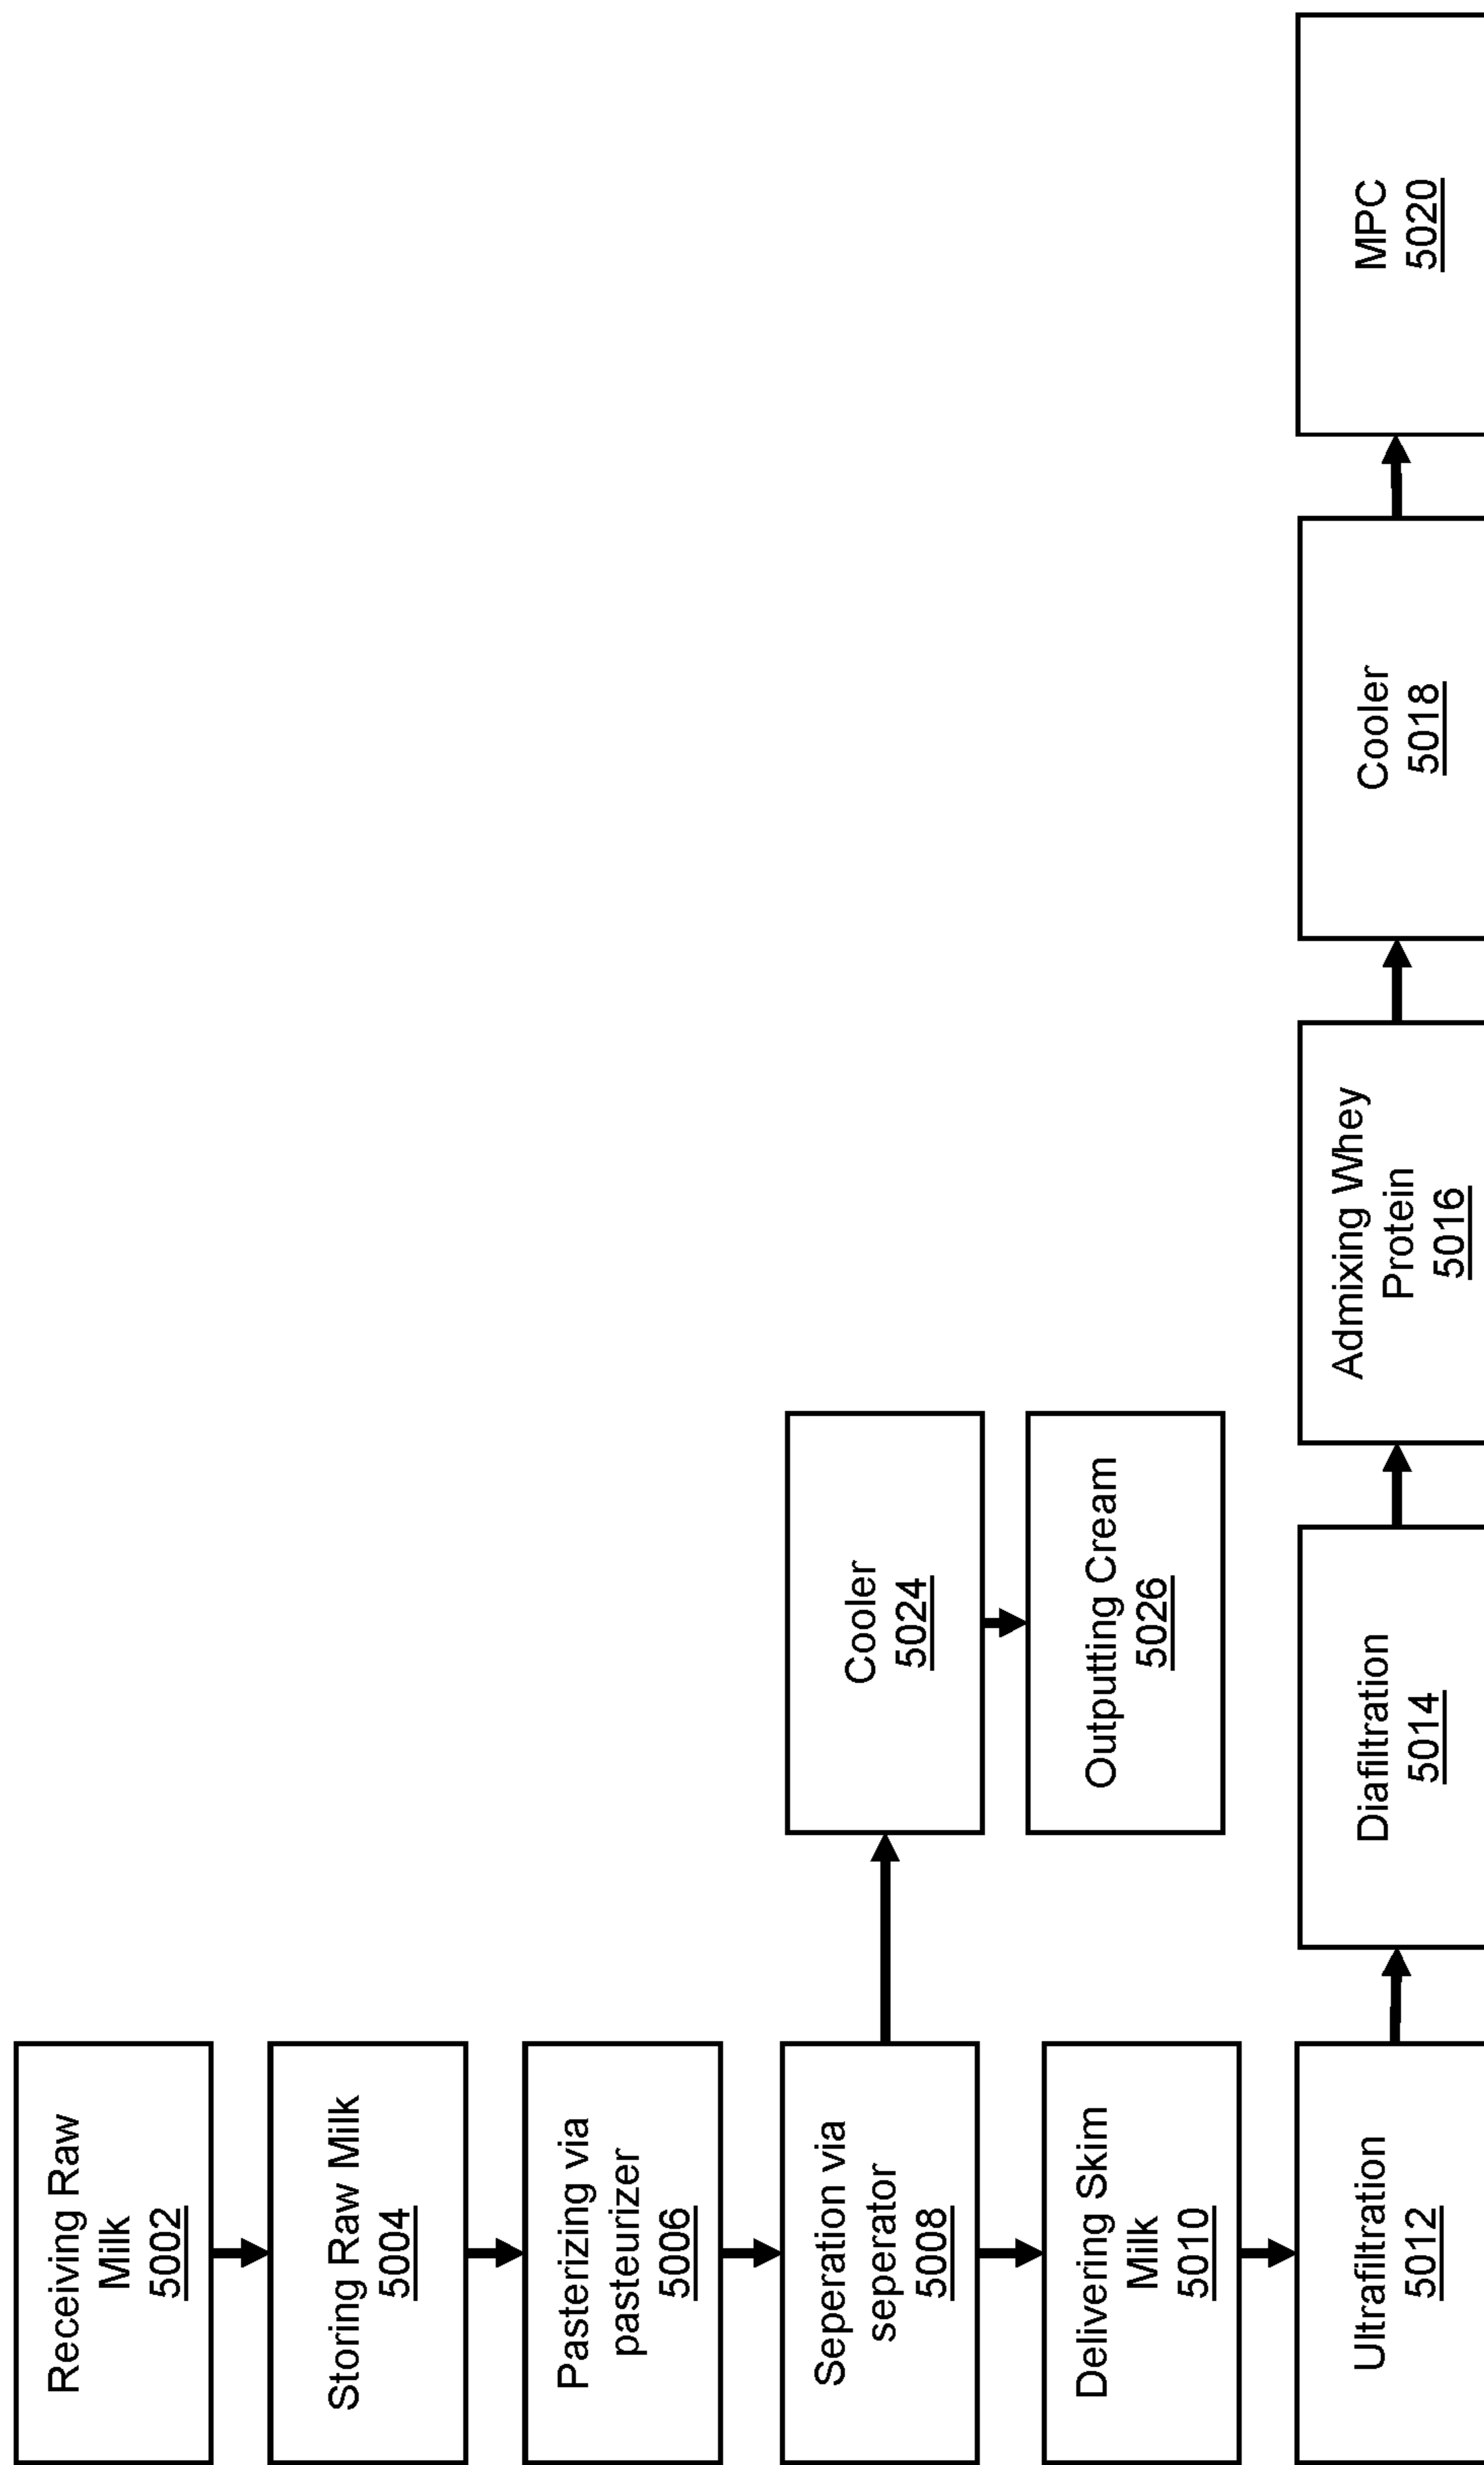 Receiving Raw
Milk
5002
Storing Raw Milk
5004
Pasterizing via
pasteurizer
5006
Seperation via
seperator
5008
Cooler
5024
Outputting Cream
5026
Delivering Skim
Milk
5010
Ultrafiltration
5012
Diafiltration
5014
Admixing Whey
Protein
5016
Cooler
5018
MPC
5020